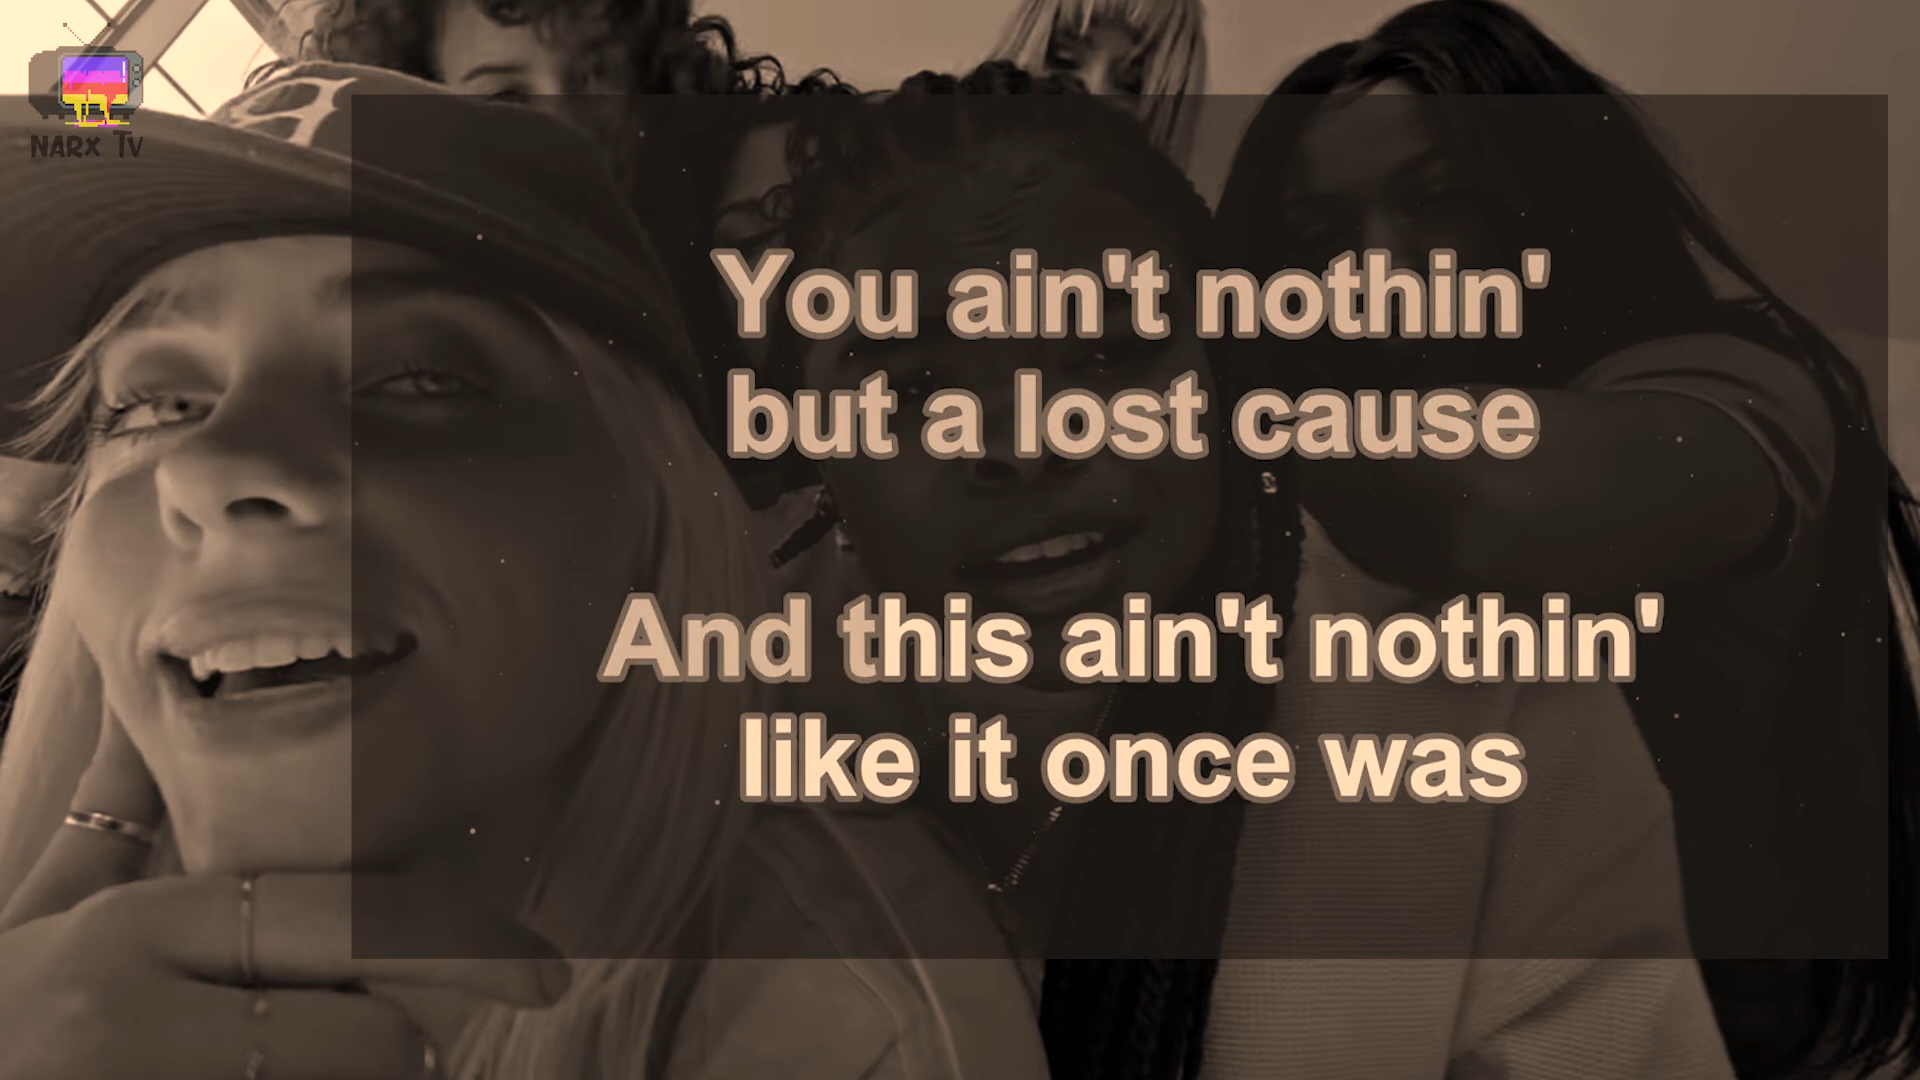 NARX TV
You ain't nothin'
but a lost cause
And this ain't nothin'
like it once was